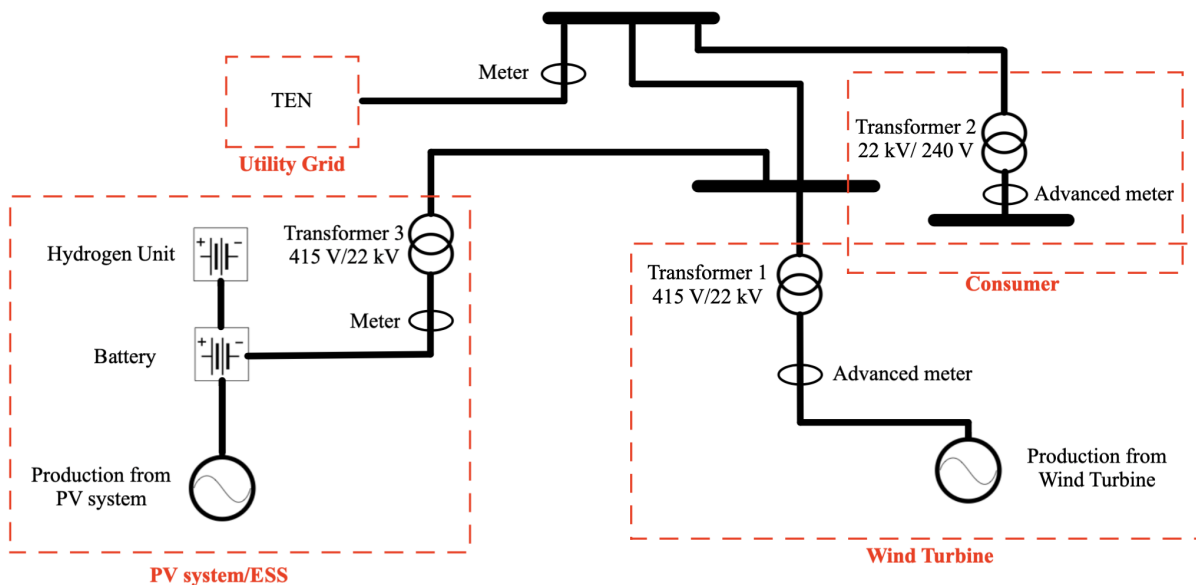 Meter
TEN
Utility Grid
Transformer 2
22 kV/ 240 V
Advanced meter
Consumer
Transformer 3
415 V/22 kV
Hydrogen Unit
+ -
Meter
Battery
+ -
Production from
PV system
PV system/ESS
Transformer 1
415 V/22 kV
Advanced meter
Production from
Wind Turbine
Wind Turbine